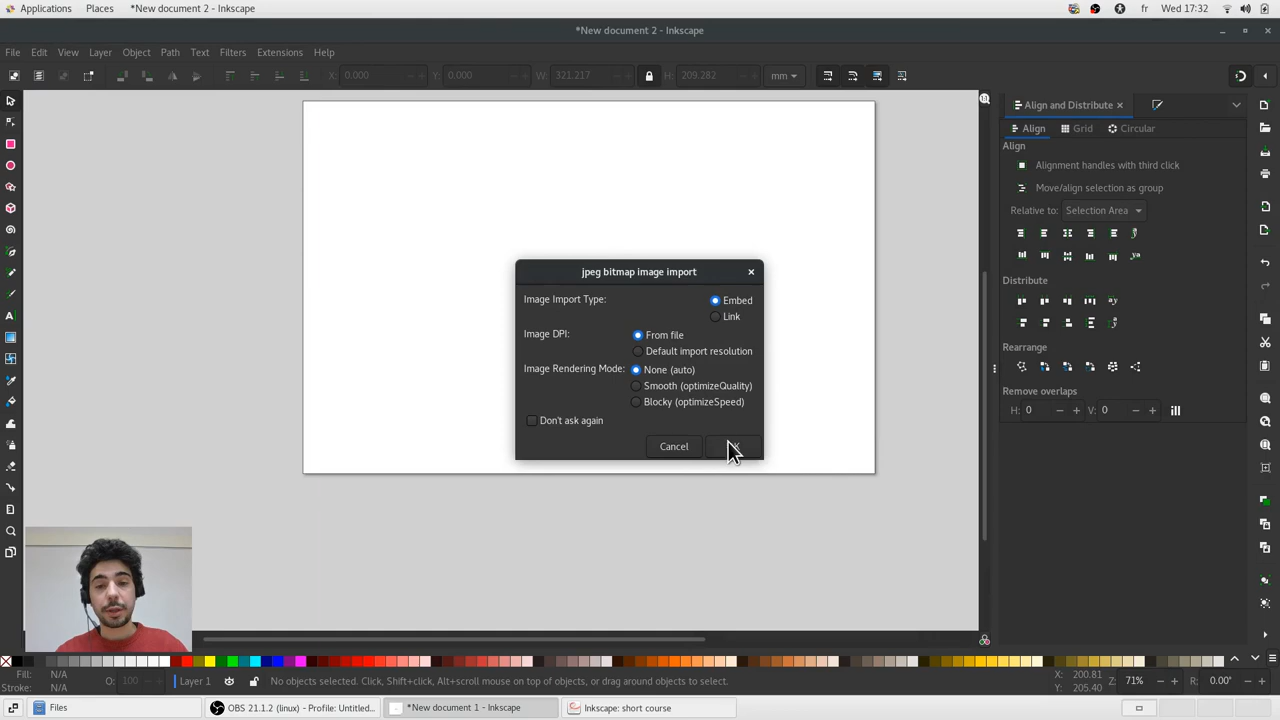 Applications Places *New document 2 - Inkscape fr Wed 17:32
*New document 2 - Inkscape
File Edit View Layer Object Path Text Filters Extensions Help
X: 0.000 - + Y: 0.000 - + W: 321.217 - + H: 209.282 - + mm
Align and Distribute ×
Align Grid Circular
Align
Alignment handles with third click
Move/align selection as group
Relative to: Selection Area
Distribute
Rearrange
Remove overlaps
H: 0 - + V: 0 - +
jpeg bitmap image import ×
Image Import Type: Embed
Link
Image DPI: From file
Default import resolution
Image Rendering Mode: None (auto)
Smooth (optimizeQuality)
Blocky (optimizeSpeed)
Don't ask again
Cancel
Fill: N/A
Stroke: N/A
O: 100 - + Layer 1 No objects selected. Click, Shift+click, Alt+scroll mouse on top of objects, or drag around objects to select.
X: 200.81
Y: 205.40
Z: 71% - + R: 0.00° - +
Files OBS 21.1.2 (linux) - Profile: Untitled... *New document 1 - Inkscape Inkscape: short course